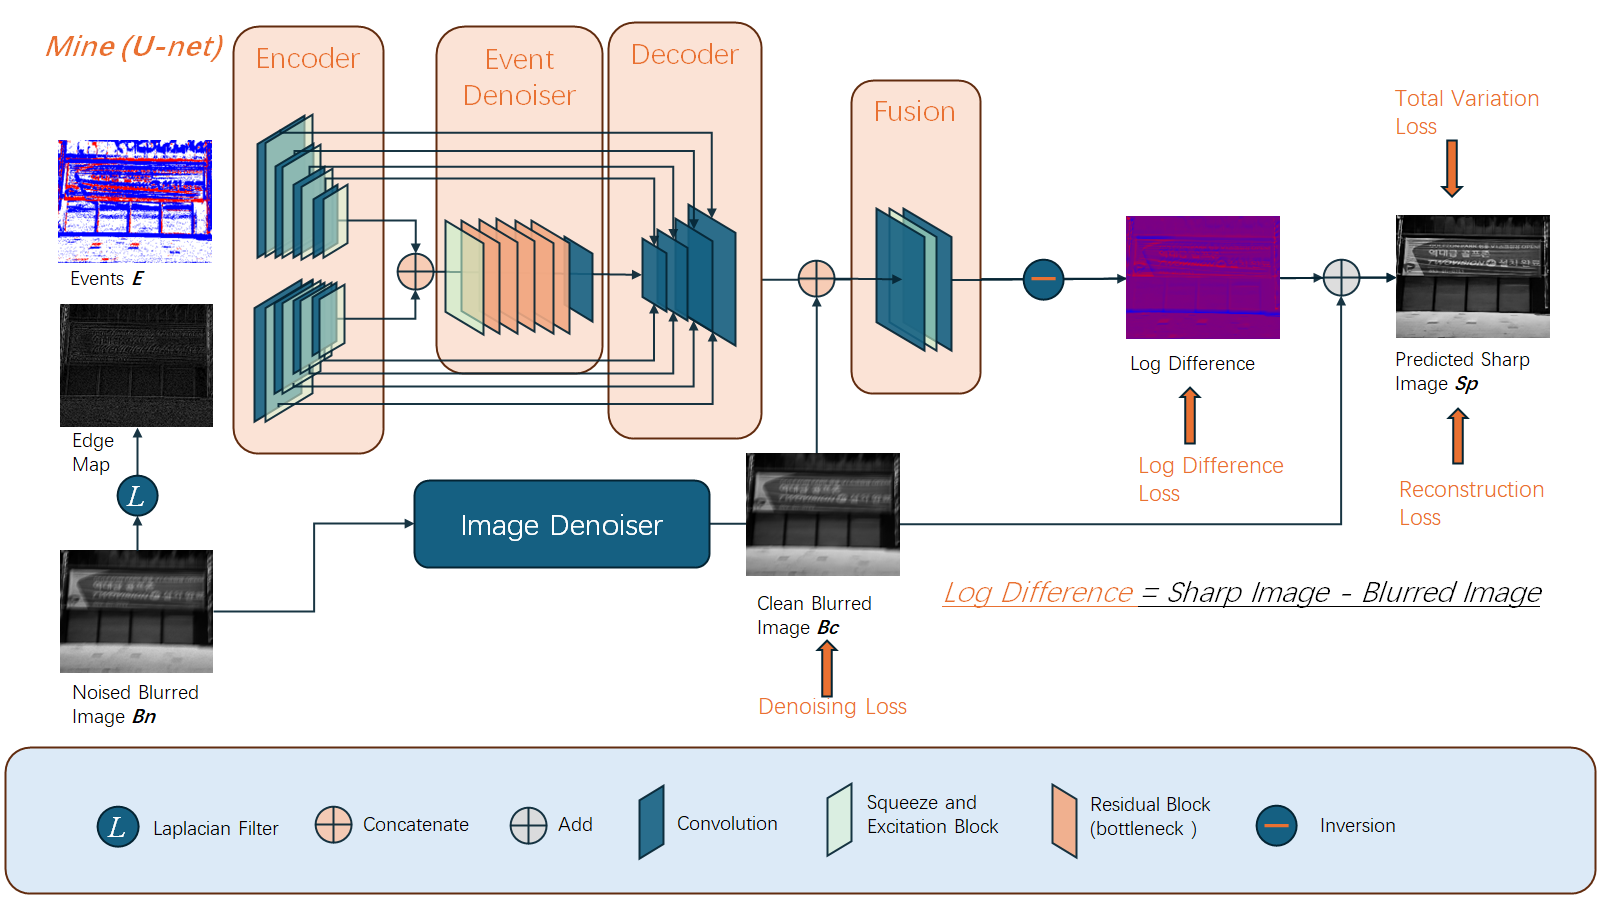 Mine (U-net)
Encoder
Event
Denoiser
Decoder
Fusion
Total Variation
Loss
Events E
Log Difference
Predicted Sharp
Image Sp
Edge
Map
L
Log Difference
Loss
Reconstruction
Loss
Image Denoiser
Clean Blurred
Image Bc
Log Difference = Sharp Image - Blurred Image
Noised Blurred
Image Bn
Denoising Loss
L
Laplacian Filter
Concatenate
Add
Convolution
Squeeze and
Excitation Block
Residual Block
(bottleneck )
Inversion